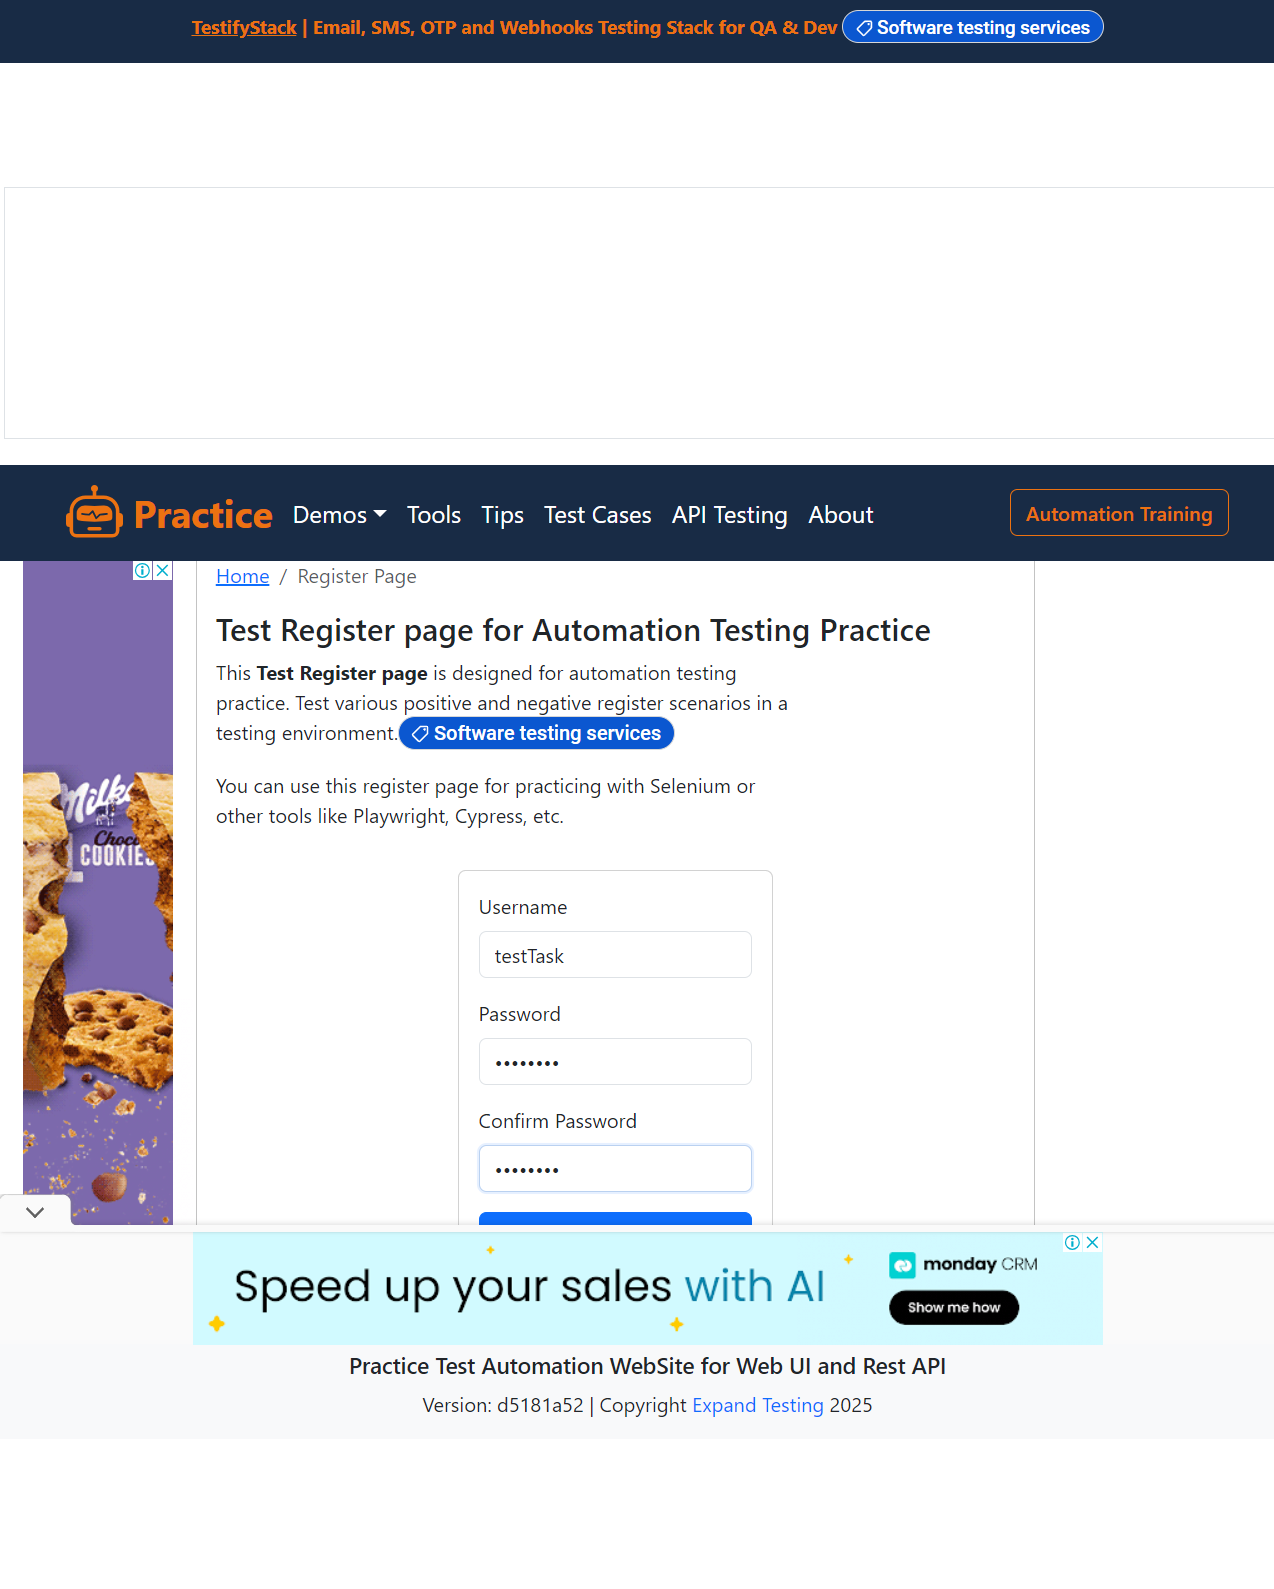 TestifyStack | Email, SMS, OTP and Webhooks Testing Stack for QA & Dev Software testing services
Practice Demos Tools Tips Test Cases API Testing About Automation Training
Home / Register Page
Test Register page for Automation Testing Practice
This Test Register page is designed for automation testing
practice. Test various positive and negative register scenarios in a
testing environment. Software testing services
You can use this register page for practicing with Selenium or
other tools like Playwright, Cypress, etc.
Milka
Choco
COOKIES
Username
testTask
Password
••••••••
Confirm Password
••••••••
Speed up your sales with AI
monday CRM
Show me how
Practice Test Automation WebSite for Web UI and Rest API
Version: d5181a52 | Copyright Expand Testing 2025